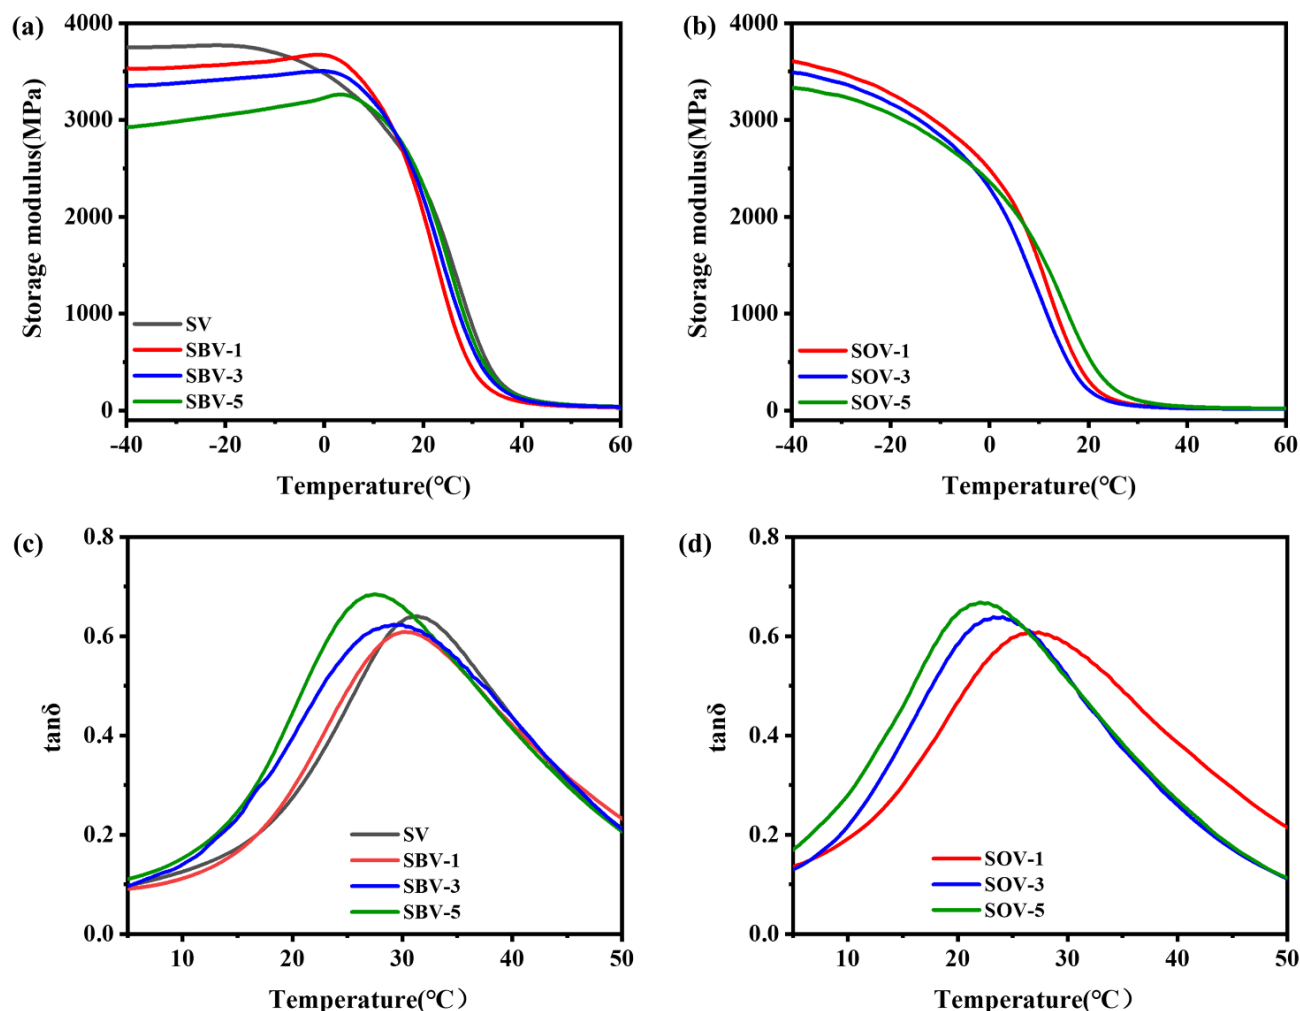 (a)
4000
3000
2000
1000
0
Storage modulus(MPa)
SV
SBV-1
SBV-3
SBV-5
-40 -20 0 20 40 60
Temperature(℃)
(b)
4000
3000
2000
1000
0
Storage modulus(MPa)
SOV-1
SOV-3
SOV-5
-40 -20 0 20 40 60
Temperature(℃)
(c)
0.8
0.6
0.4
0.2
0.0
tanδ
SV
SBV-1
SBV-3
SBV-5
10 20 30 40 50
Temperature(℃）
(d)
0.8
0.6
0.4
0.2
0.0
tanδ
SOV-1
SOV-3
SOV-5
10 20 30 40 50
Temperature(℃）